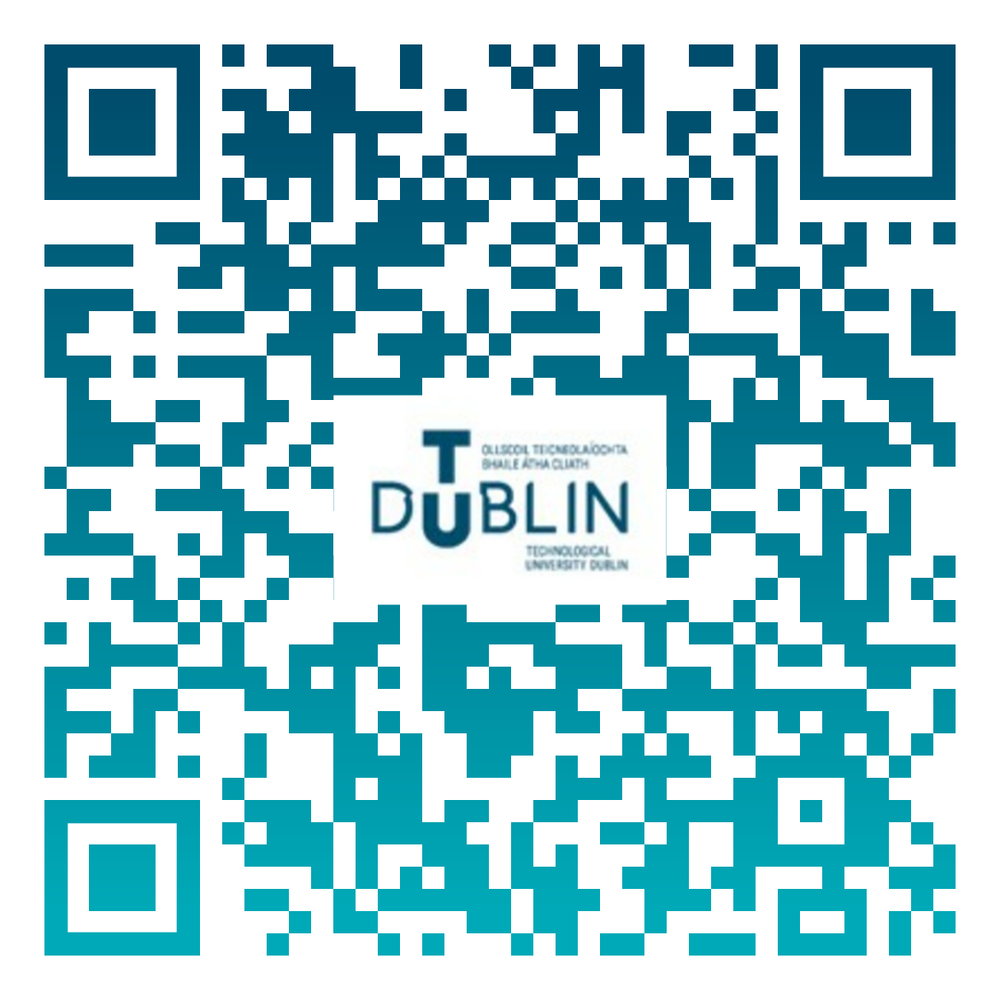 TU
OLLSCOIL TEICNEOLAÍOCHTA
BHAILE ÁTHA CLIATH
DUBLIN
TECHNOLOGICAL
UNIVERSITY DUBLIN